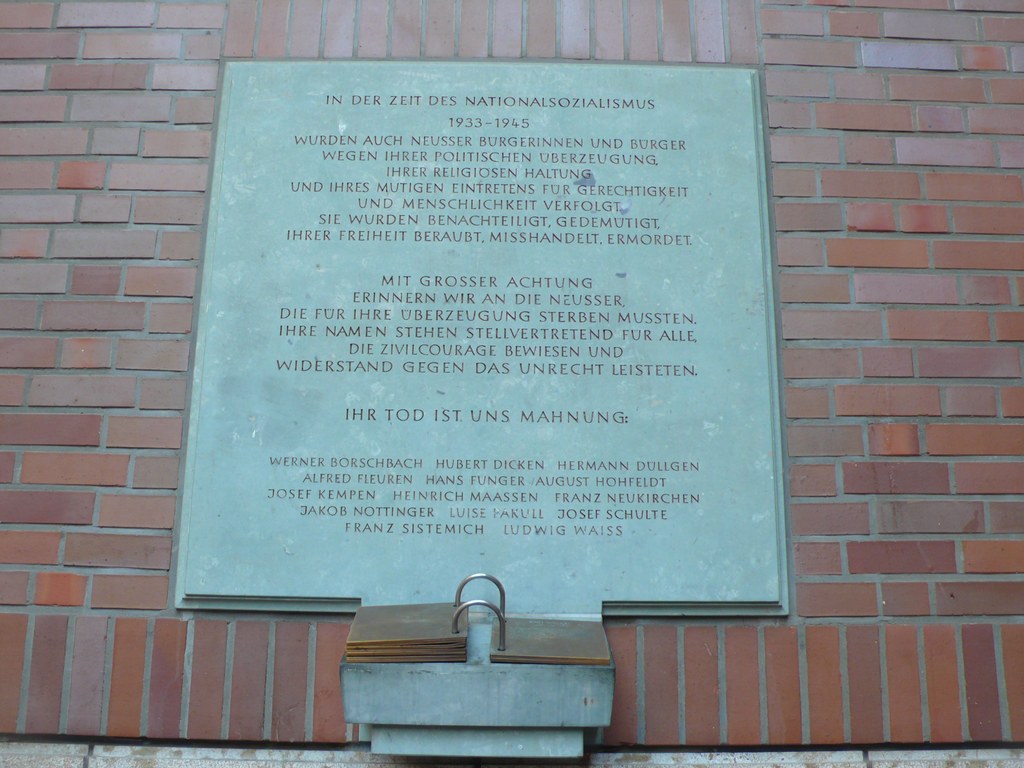 IN DER ZEIT DES NATIONALSOZIALISMUS
1933-1945
WURDEN AUCH NEUSSER BÜRGERINNEN UND BÜRGER
WEGEN IHRER POLITISCHEN ÜBERZEUGUNG,
IHRER RELIGIÖSEN HALTUNG
UND IHRES MUTIGEN EINTRETENS FÜR GERECHTIGKEIT
UND MENSCHLICHKEIT VERFOLGT.
SIE WURDEN BENACHTEILIGT, GEDEMÜTIGT,
IHRER FREIHEIT BERAUBT, MISSHANDELT, ERMORDET.
MIT GROSSER ACHTUNG
ERINNERN WIR AN DIE NEUSSER,
DIE FÜR IHRE ÜBERZEUGUNG STERBEN MUSSTEN.
IHRE NAMEN STEHEN STELLVERTRETEND FÜR ALLE,
DIE ZIVILCOURAGE BEWIESEN UND
WIDERSTAND GEGEN DAS UNRECHT LEISTETEN.
IHR TOD IST UNS MAHNUNG:
WERNER BORSCHBACH HUBERT DICKEN HERMANN DÜLLGEN
ALFRED FLEUREN HANS FUNGER AUGUST HOHFELDT
JOSEF KEMPEN HEINRICH MAASSEN FRANZ NEUKIRCHEN
JAKOB NOTTINGER LUISE JOSEF SCHULTE
FRANZ SISTEMICH LUDWIG WAISS